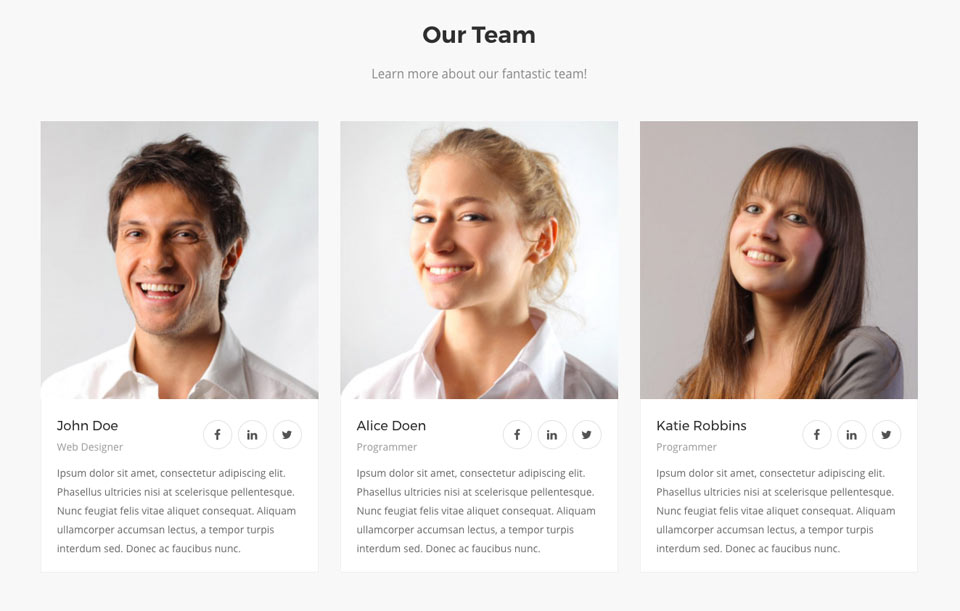 Our Team
Learn more about our fantastic team!
John Doe
Web Designer
Ipsum dolor sit amet, consectetur adipiscing elit.
Phasellus ultricies nisi at scelerisque pellentesque.
Nunc feugiat felis vitae aliquet consequat. Aliquam
ullamcorper accumsan lectus, a tempor turpis
interdum sed. Donec ac faucibus nunc.
Alice Doen
Programmer
Ipsum dolor sit amet, consectetur adipiscing elit.
Phasellus ultricies nisi at scelerisque pellentesque.
Nunc feugiat felis vitae aliquet consequat. Aliquam
ullamcorper accumsan lectus, a tempor turpis
interdum sed. Donec ac faucibus nunc.
Katie Robbins
Programmer
Ipsum dolor sit amet, consectetur adipiscing elit.
Phasellus ultricies nisi at scelerisque pellentesque.
Nunc feugiat felis vitae aliquet consequat. Aliquam
ullamcorper accumsan lectus, a tempor turpis
interdum sed. Donec ac faucibus nunc.